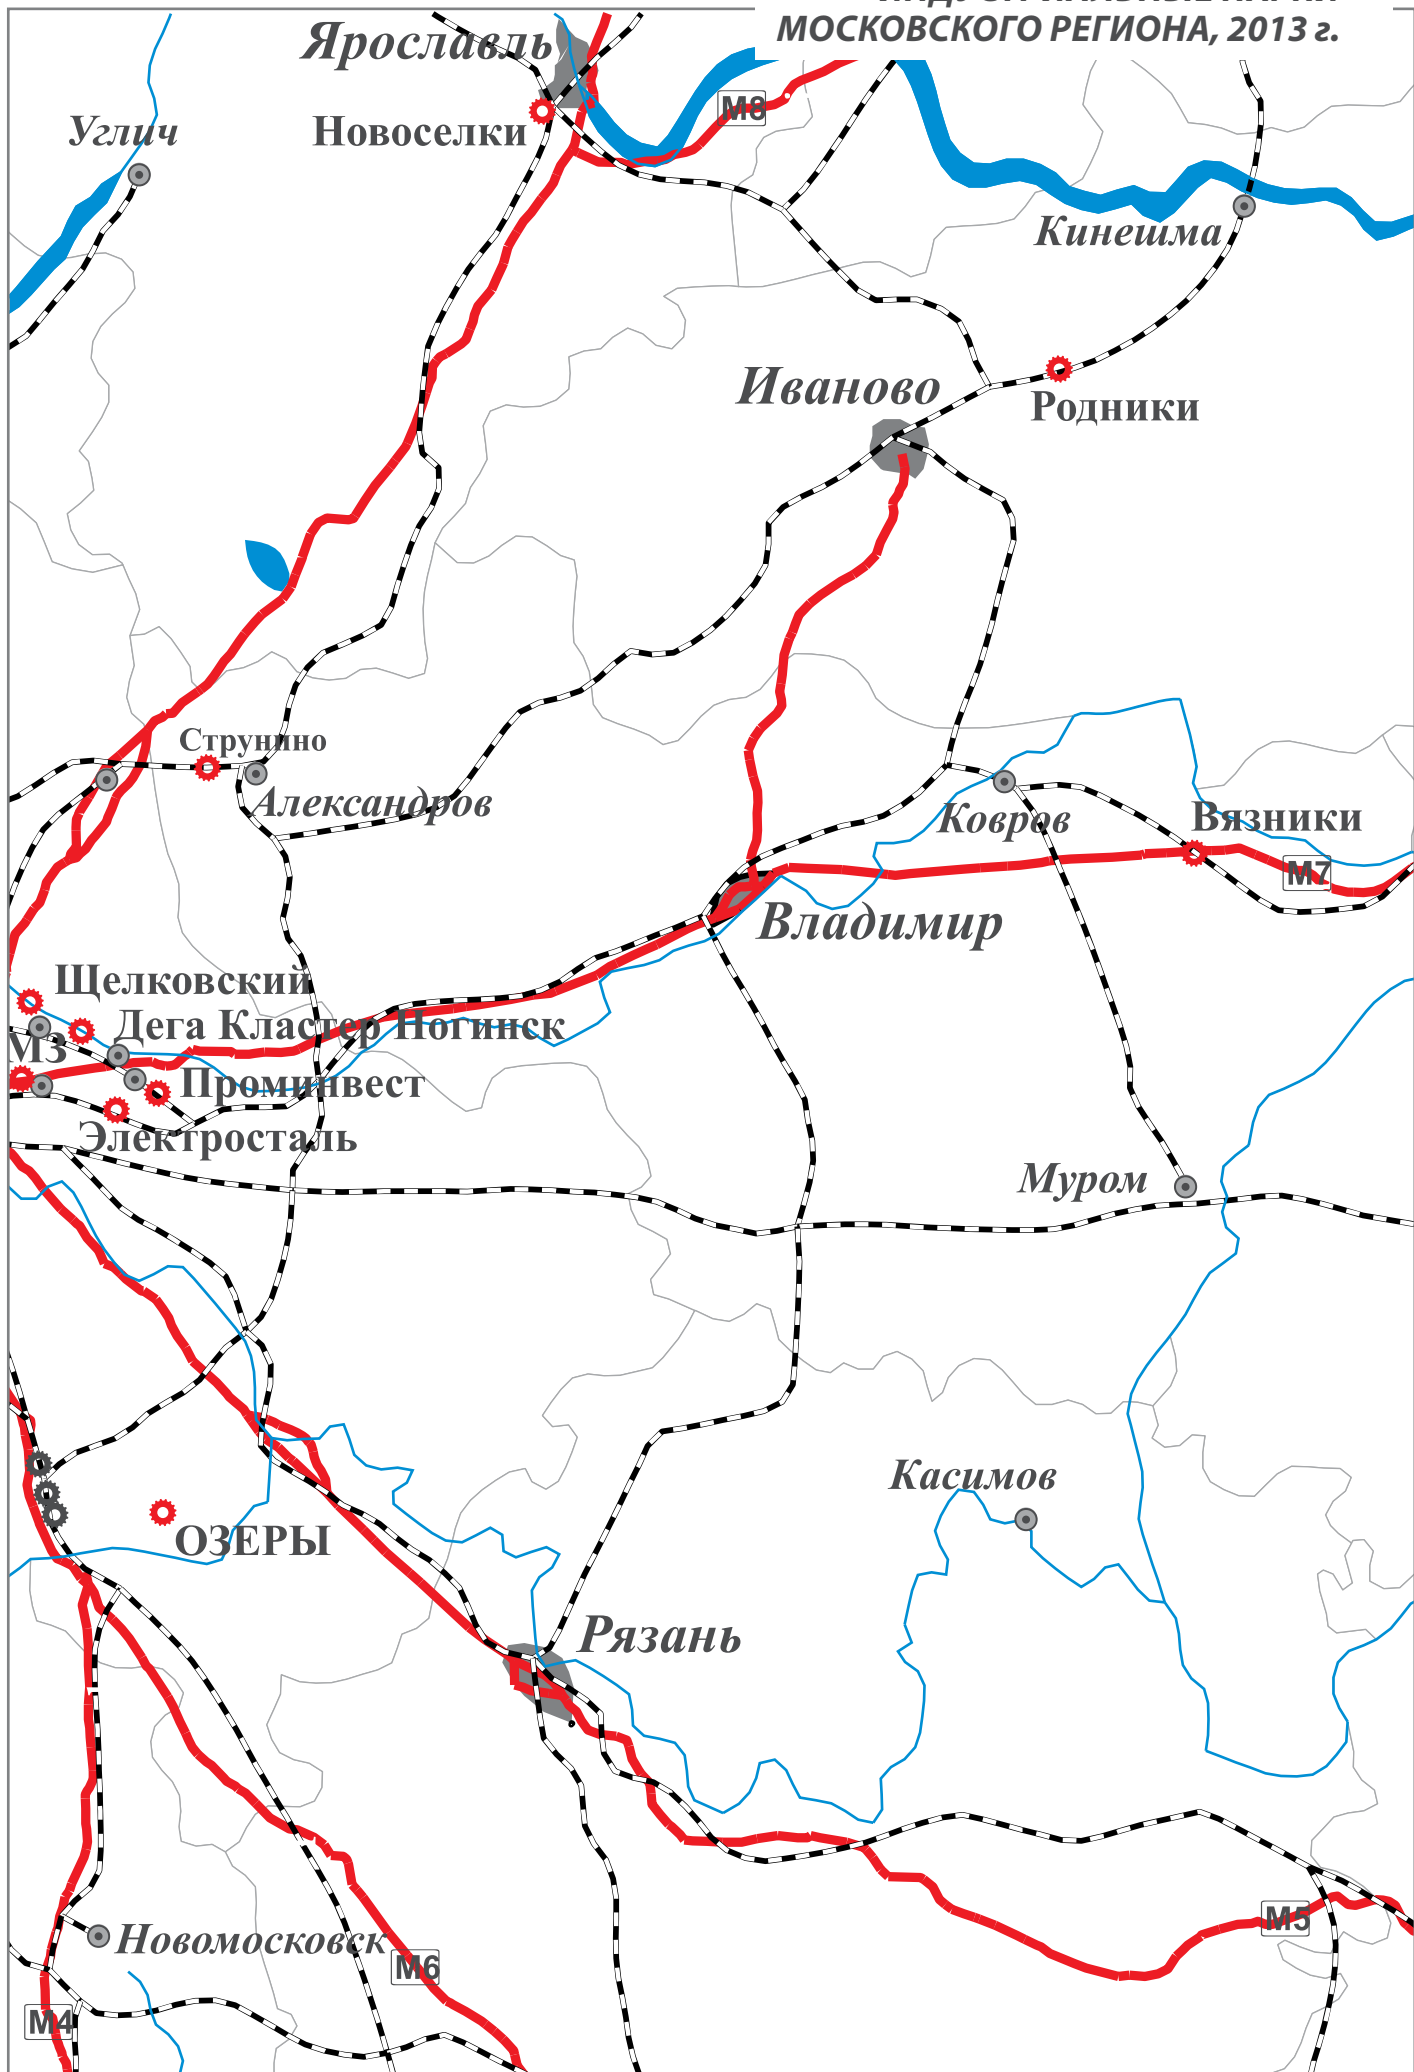 МОСКОВСКОГО РЕГИОНА, 2013 г.
Ярославль
М8
Углич
Новоселки
Кинешма
Иваново
Родники
Струнино
Александров
Ковров
Вязники
М7
Владимир
Щелковский
Дега Кластер Ногинск
МЗ
Проминвест
Электросталь
Муром
Касимов
ОЗЕРЫ
Рязань
М5
Новомосковск
М6
М4